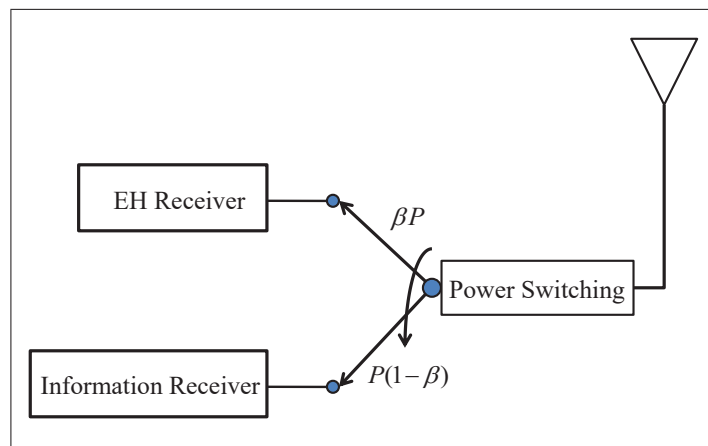 EH Receiver
βP
Power Switching
P(1−β)
Information Receiver